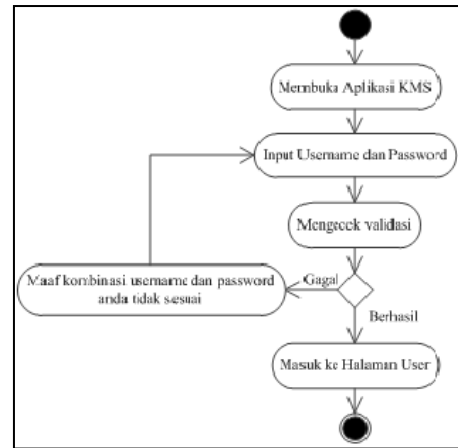 Membuka Aplikasi KMS
Input Username dan Password
Mengecek validasi
Maaf kombinasi username dan password
anda tidak sesuai
Gagal
Berhasil
Masuk ke Halaman User